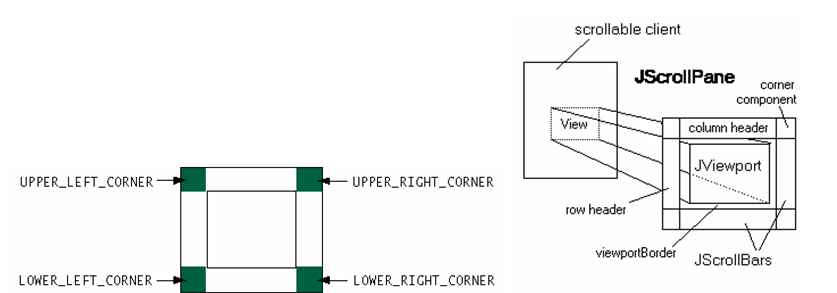 UPPER_LEFT_CORNER
UPPER_RIGHT_CORNER
LOWER_LEFT_CORNER
LOWER_RIGHT_CORNER
scrollable client
JScrollPane
corner
component
View
column header
JViewport
row header
viewportBorder
JScrollBars